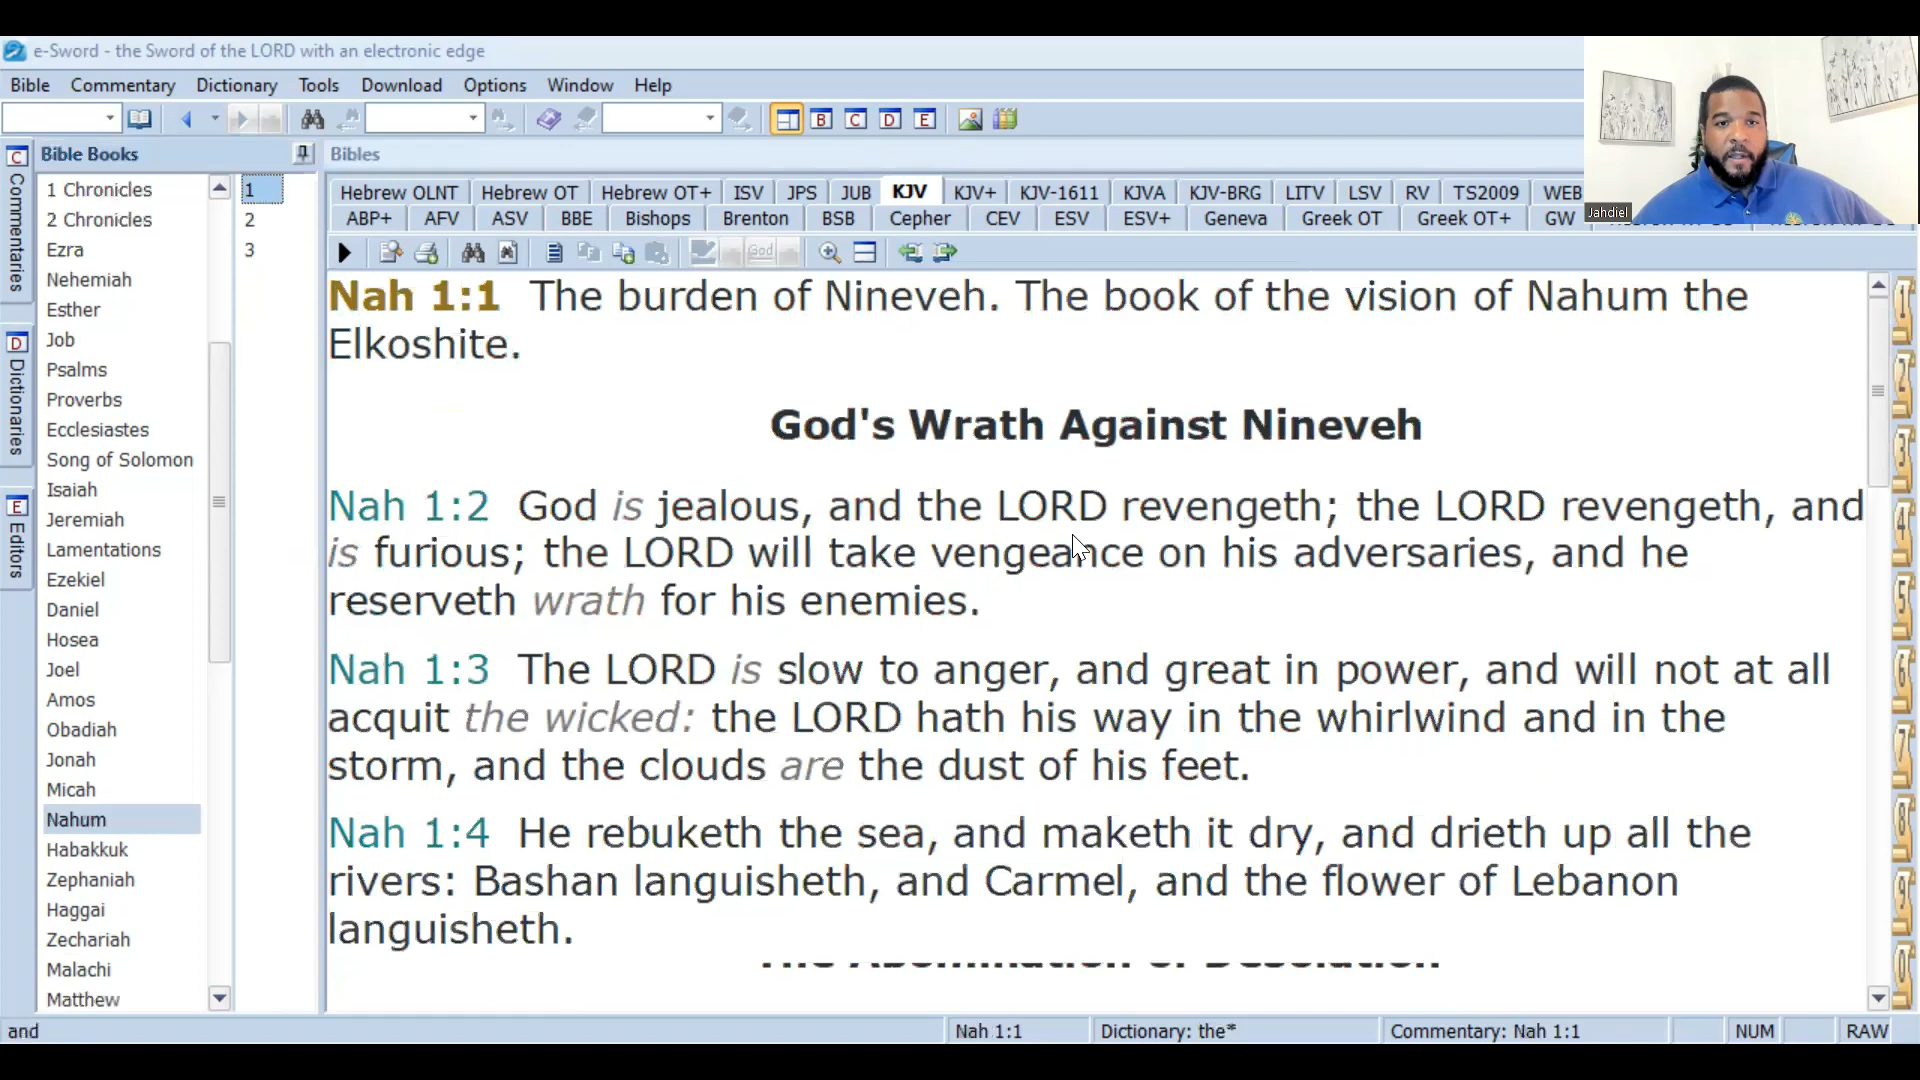 e-Sword - the Sword of the LORD with an electronic edge
Bible Commentary Dictionary Tools Download Options Window Help
B C D E
Jahdiel
C Commentaries
D Dictionaries
E Editors
Bible Books
1 Chronicles
2 Chronicles
Ezra
Nehemiah
Esther
Job
Psalms
Proverbs
Ecclesiastes
Song of Solomon
Isaiah
Jeremiah
Lamentations
Ezekiel
Daniel
Hosea
Joel
Amos
Obadiah
Jonah
Micah
Nahum
Habakkuk
Zephaniah
Haggai
Zechariah
Malachi
Matthew
1
2
3
Bibles
Hebrew OLNT Hebrew OT Hebrew OT+ ISV JPS JUB KJV KJV+ KJV-1611 KJVA KJV-BRG LITV LSV RV TS2009 WEB
ABP+ AFV ASV BBE Bishops Brenton BSB Cepher CEV ESV ESV+ Geneva Greek OT Greek OT+ GW
God
Nah 1:1 The burden of Nineveh. The book of the vision of Nahum the
Elkoshite.
God's Wrath Against Nineveh
Nah 1:2 God is jealous, and the LORD revengeth; the LORD revengeth, and
is furious; the LORD will take vengeance on his adversaries, and he
reserveth wrath for his enemies.
Nah 1:3 The LORD is slow to anger, and great in power, and will not at all
acquit the wicked: the LORD hath his way in the whirlwind and in the
storm, and the clouds are the dust of his feet.
Nah 1:4 He rebuketh the sea, and maketh it dry, and drieth up all the
rivers: Bashan languisheth, and Carmel, and the flower of Lebanon
languisheth.
1
2
3
4
5
6
7
8
9
0
and
Nah 1:1
Dictionary: the*
Commentary: Nah 1:1
NUM
RAW